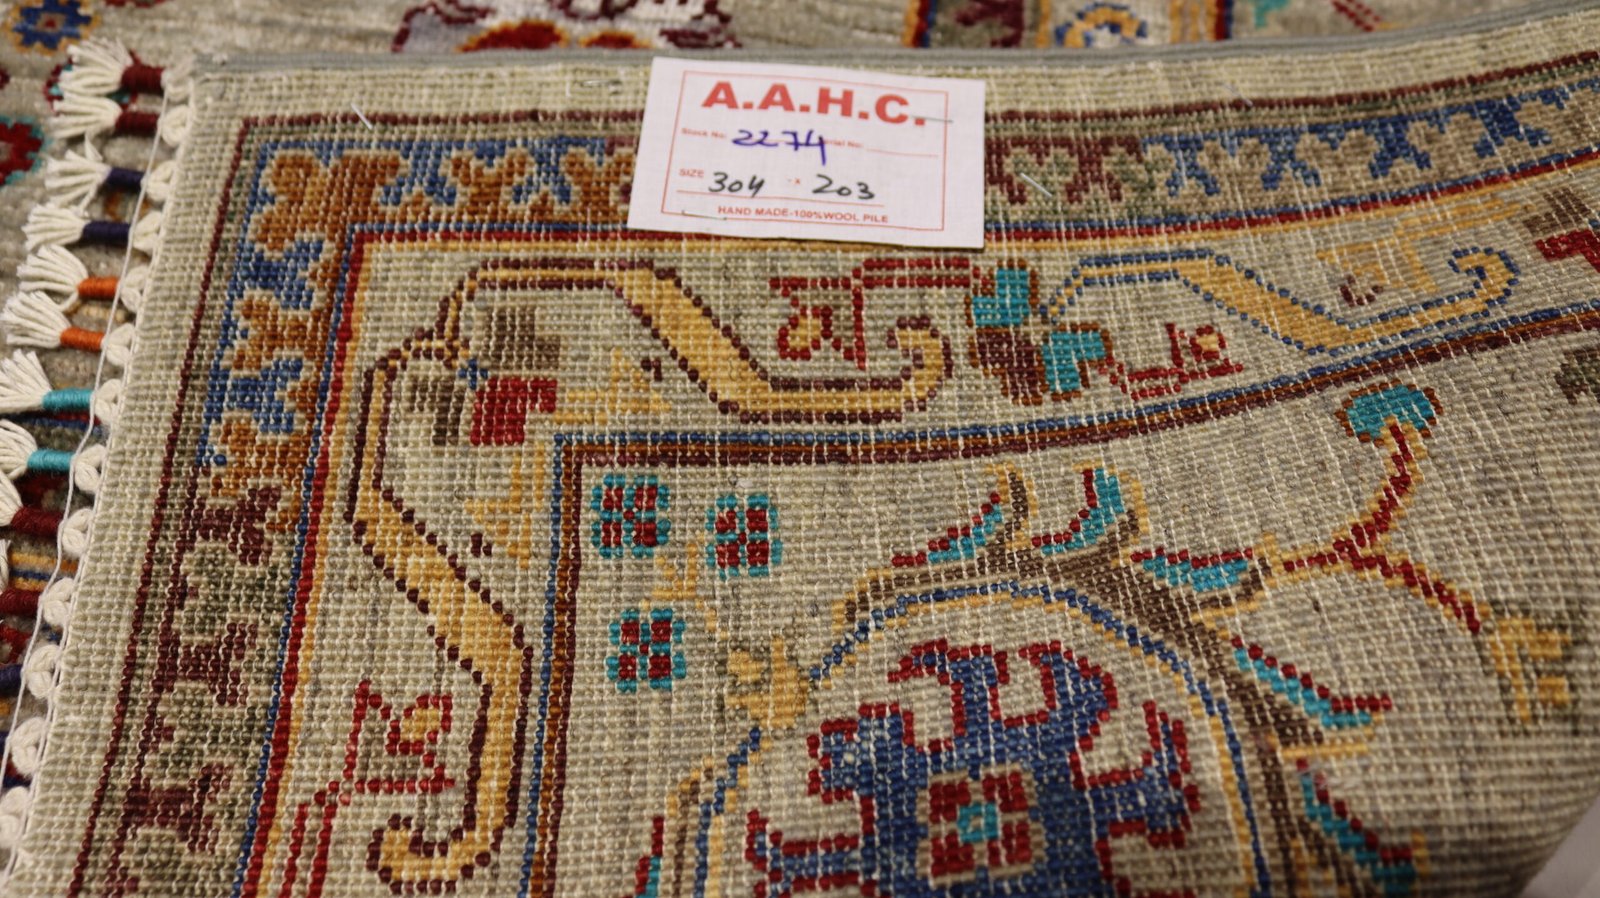 A.A.H.C.
Stock No: 2274 Serial No:
SIZE 304 x 203
HAND MADE-100%WOOL PILE